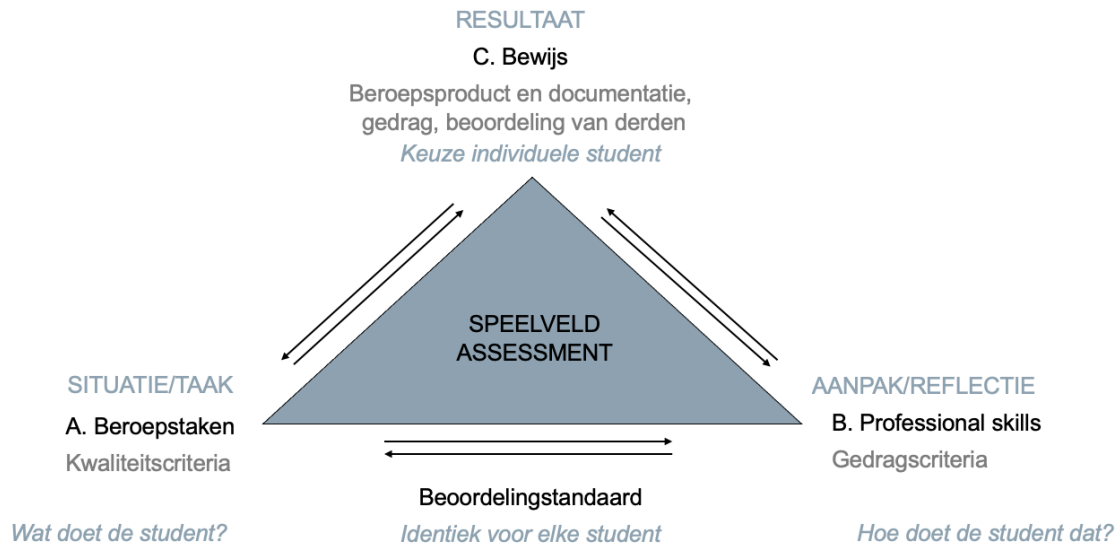 RESULTAAT
C. Bewijs
Beroepsproduct en documentatie,
gedrag, beoordeling van derden
Keuze individuele student
SPEELVELD
ASSESSMENT
SITUATIE/TAAK
A. Beroepstaken
Kwaliteitscriteria
AANPAK/REFLECTIE
B. Professional skills
Gedragscriteria
Beoordelingstandaard
Wat doet de student?
Identiek voor elke student
Hoe doet de student dat?